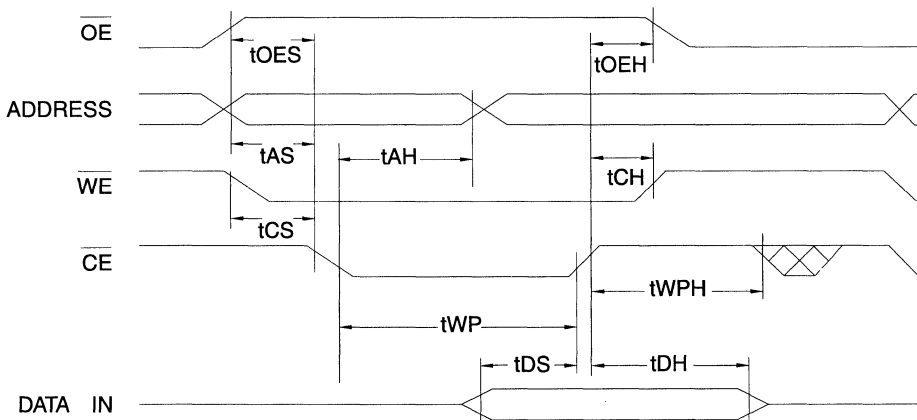 OE
tOES
tOEH
ADDRESS
tAS
tAH
WE
tCH
tCS
CE
tWPH
tWP
tDS
tDH
DATA IN